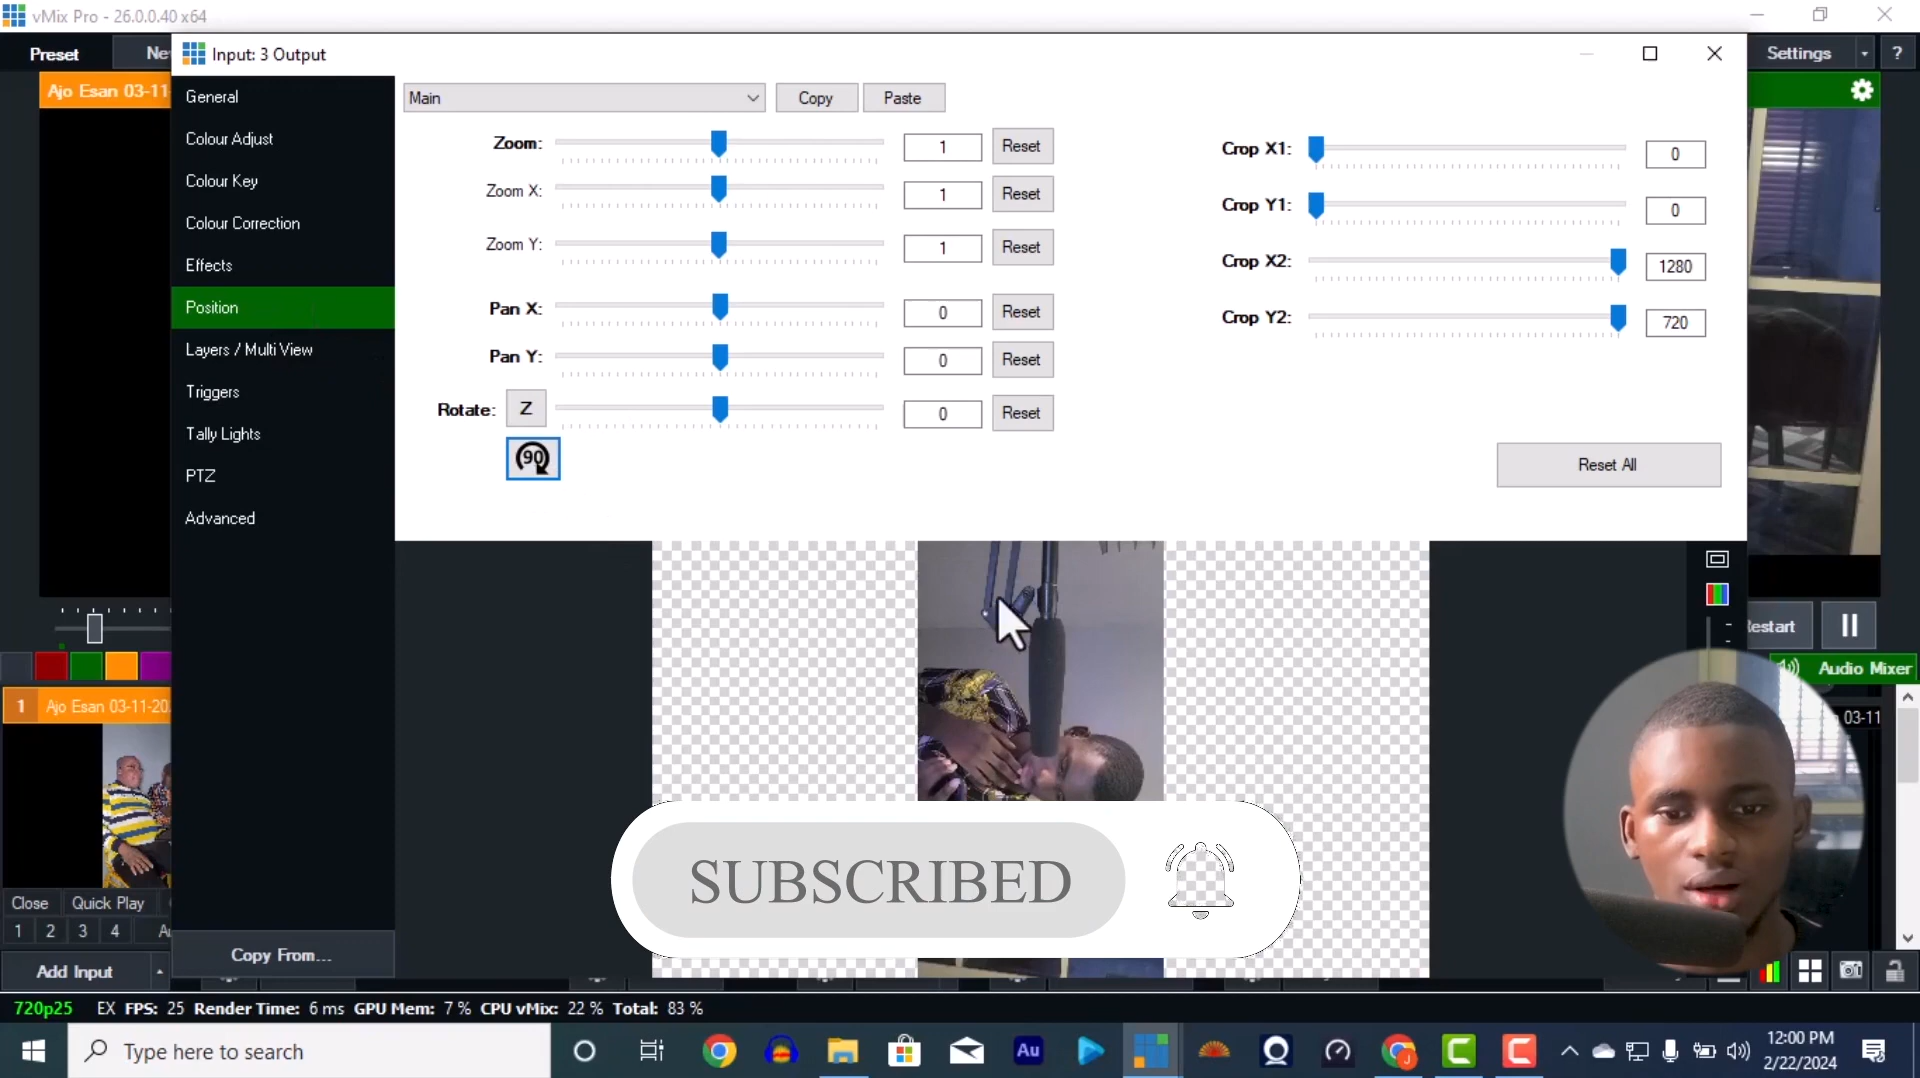 vMix Pro - 26.0.0.40 x64
Preset
Ne
Input: 3 Output
Settings
?
Ajo Esan 03-11
General
Colour Adjust
Colour Key
Colour Correction
Effects
Position
Layers / Multi View
Triggers
Tally Lights
PTZ
Advanced
Copy From...
Main
Copy
Paste
Zoom:
1
Reset
Zoom X:
1
Reset
Zoom Y:
1
Reset
Pan X:
0
Reset
Pan Y:
0
Reset
Rotate:
Z
0
Reset
90
Crop X1:
0
Crop Y1:
0
Crop X2:
1280
Crop Y2:
720
Reset All
estart
Audio Mixer
1 Ajo Esan 03-11-20
03-11
SUBSCRIBED
Close
Quick Play
1 2 3 4 A
Add Input
720p25 EX FPS: 25 Render Time: 6 ms GPU Mem: 7 % CPU vMix: 22 % Total: 83 %
Type here to search
Au
12:00 PM
2/22/2024